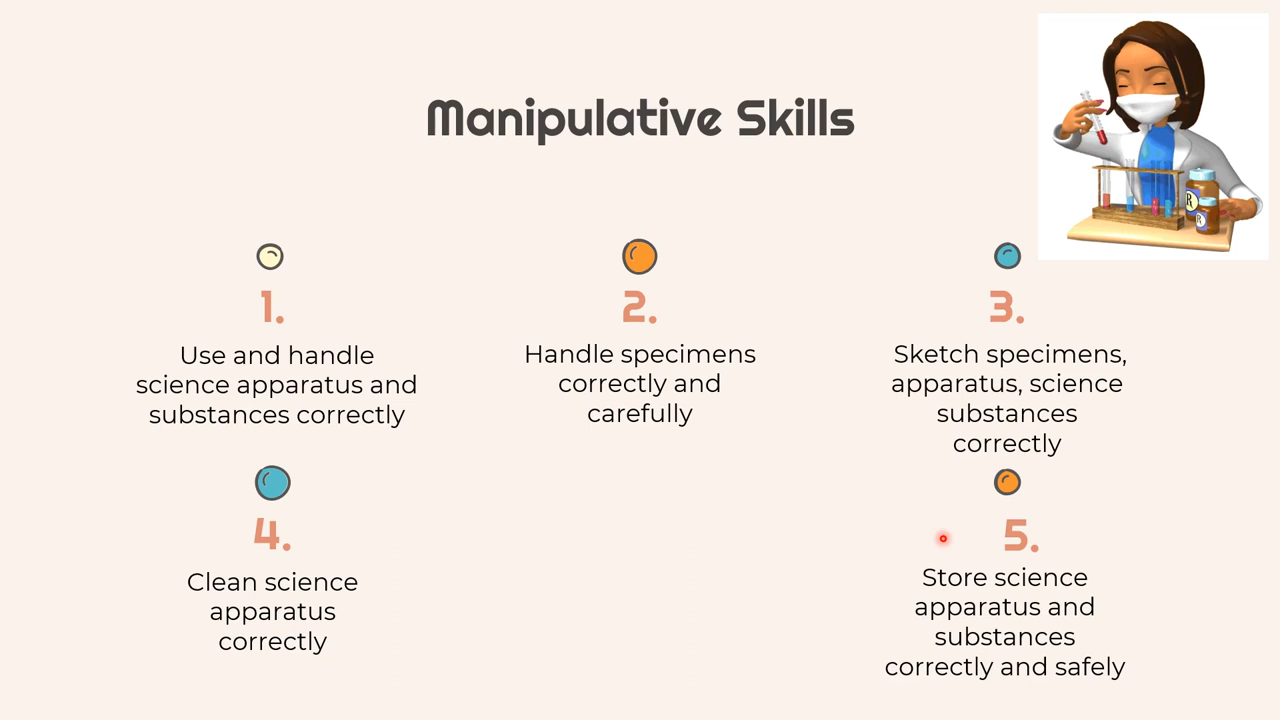 Manipulative Skills
1.
Use and handle
science apparatus and
substances correctly
2.
Handle specimens
correctly and
carefully
3.
Sketch specimens,
apparatus, science
substances
correctly
4.
Clean science
apparatus
correctly
5.
Store science
apparatus and
substances
correctly and safely
R
R